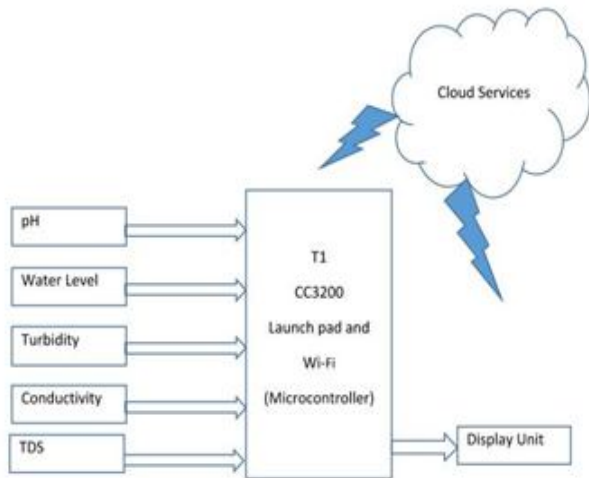 Cloud Services
pH
Water Level
Turbidity
Conductivity
TDS
T1
CC3200
Launch pad and
Wi-Fi
(Microcontroller)
Display Unit